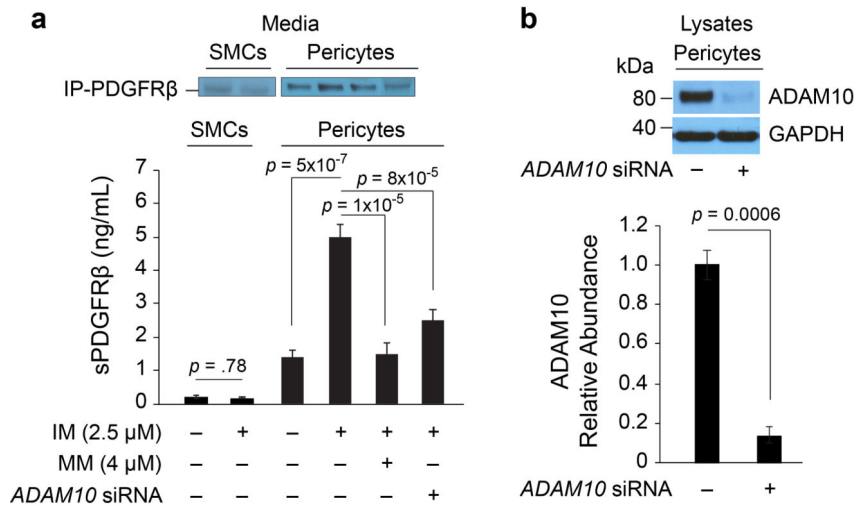 a
Media
SMCs Pericytes
IP-PDGFRβ
SMCs Pericytes
7
6
5
4
3
2
1
0
sPDGFRβ (ng/mL)
p = 5x10-7
p = 8x10-5
p = 1x10-5
p = .78
IM (2.5 µM) – + – + + +
MM (4 µM) – – – – + –
ADAM10 siRNA – – – – – +
b
Lysates
Pericytes
kDa
80 ADAM10
40 GAPDH
ADAM10 siRNA – +
p = 0.0006
1.2
1.0
0.8
0.6
0.4
0.2
0
ADAM10
Relative Abundance
ADAM10 siRNA – +